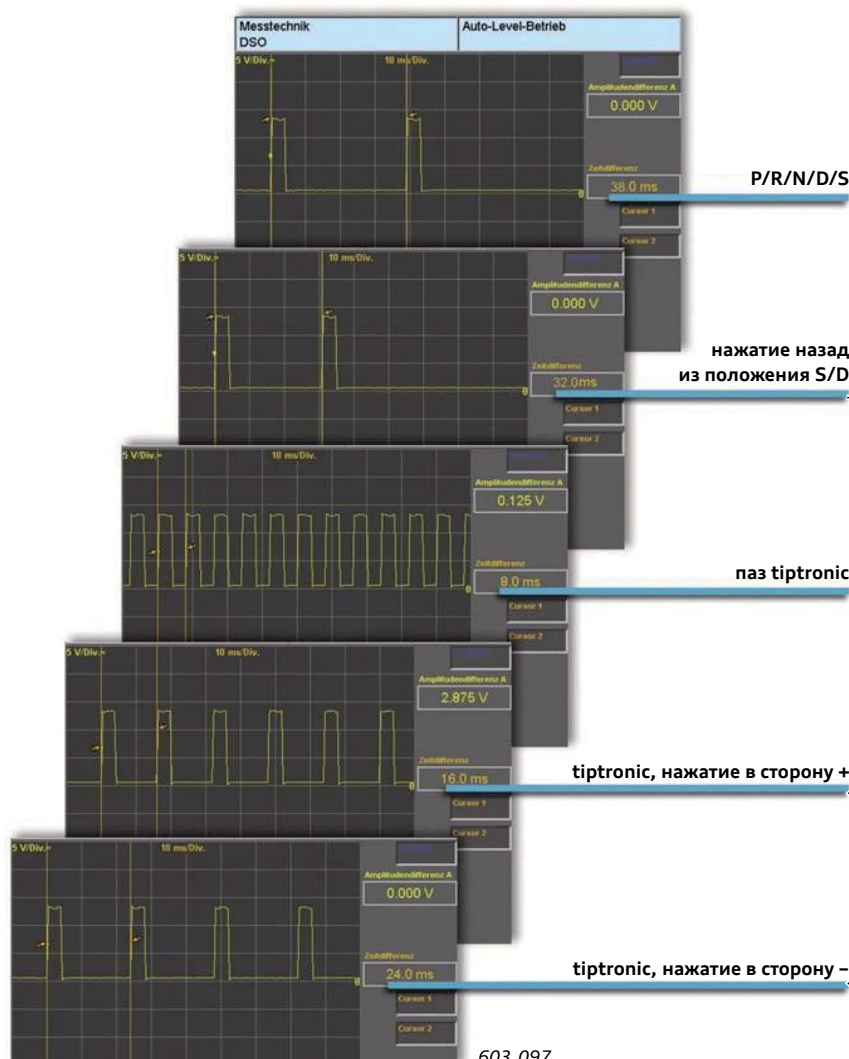 Messtechnik
DSO
Auto-Level-Betrieb
5 V/Div.=
10 ms/Div.
Amplitudendifferenz A
0.000 V
Zeitdifferenz
38.0 ms
Cursor 1
Cursor 2
P/R/N/D/S
5 V/Div.=
10 ms/Div.
Amplitudendifferenz A
0.000 V
Zeitdifferenz
32.0ms
Cursor 1
Cursor 2
нажатие назад
из положения S/D
5 V/Div.=
10 ms/Div.
Amplitudendifferenz A
0.125 V
Zeitdifferenz
8.0 ms
Cursor 1
Cursor 2
паз tiptronic
5 V/Div.=
10 ms/Div.
Amplitudendifferenz A
2.875 V
Zeitdifferenz
16.0 ms
Cursor 1
Cursor 2
tiptronic, нажатие в сторону +
5 V/Div.=
10 ms/Div.
Amplitudendifferenz A
0.000 V
Zeitdifferenz
24.0 ms
Cursor 1
Cursor 2
tiptronic, нажатие в сторону –
603_097